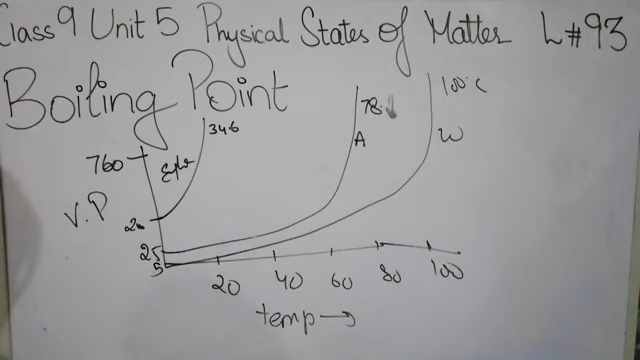 Class 9 Unit 5 Physical States of Matter L#93
Boiling Point
100°C
78.
346
A
W
760
V.P
25
5
20 40 60 80 100
temp →